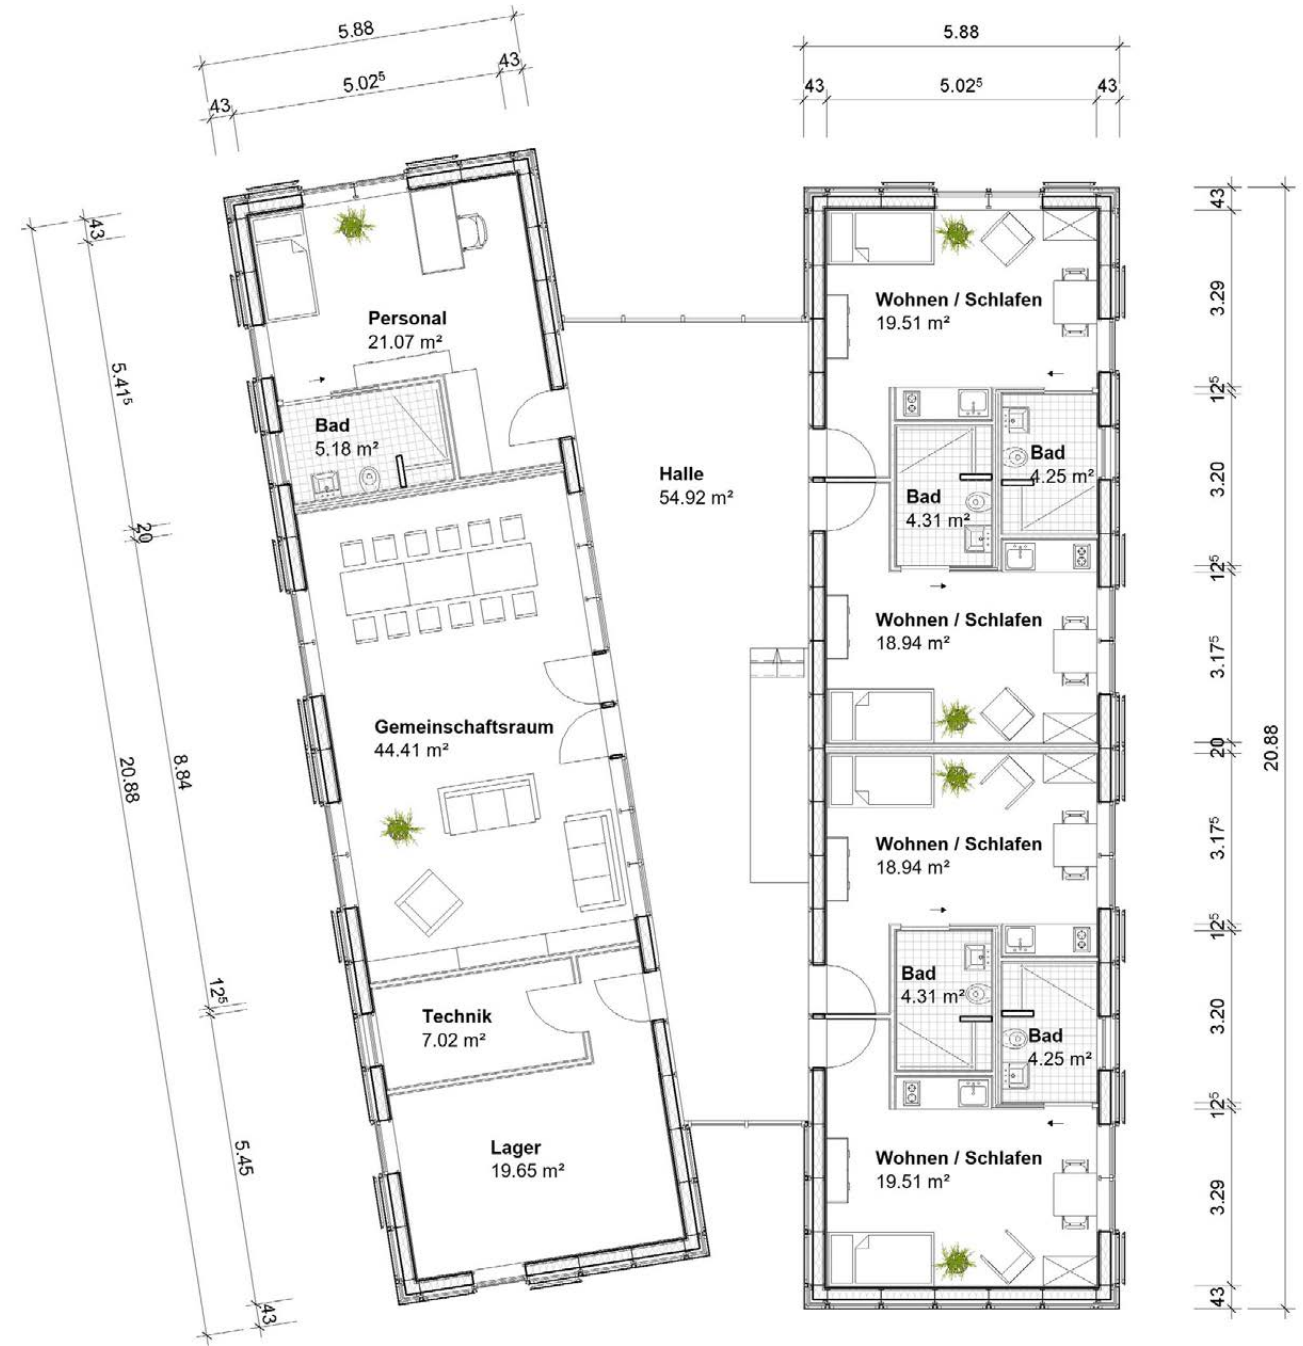 5.88
5.02⁵
43
43
5.88
43
5.02⁵
43
43
5.41⁵
20
8.84
20.88
12⁵
5.45
43
Personal
21.07 m²
Bad
5.18 m²
Gemeinschaftsraum
44.41 m²
Technik
7.02 m²
Lager
19.65 m²
Halle
54.92 m²
Wohnen / Schlafen
19.51 m²
Bad
4.25 m²
Bad
4.31 m²
Wohnen / Schlafen
18.94 m²
Wohnen / Schlafen
18.94 m²
Bad
4.31 m²
Bad
4.25 m²
Wohnen / Schlafen
19.51 m²
43
3.29
12⁵
3.20
12⁵
3.17⁵
20
3.17⁵
12⁵
3.20
12⁵
3.29
43
20.88